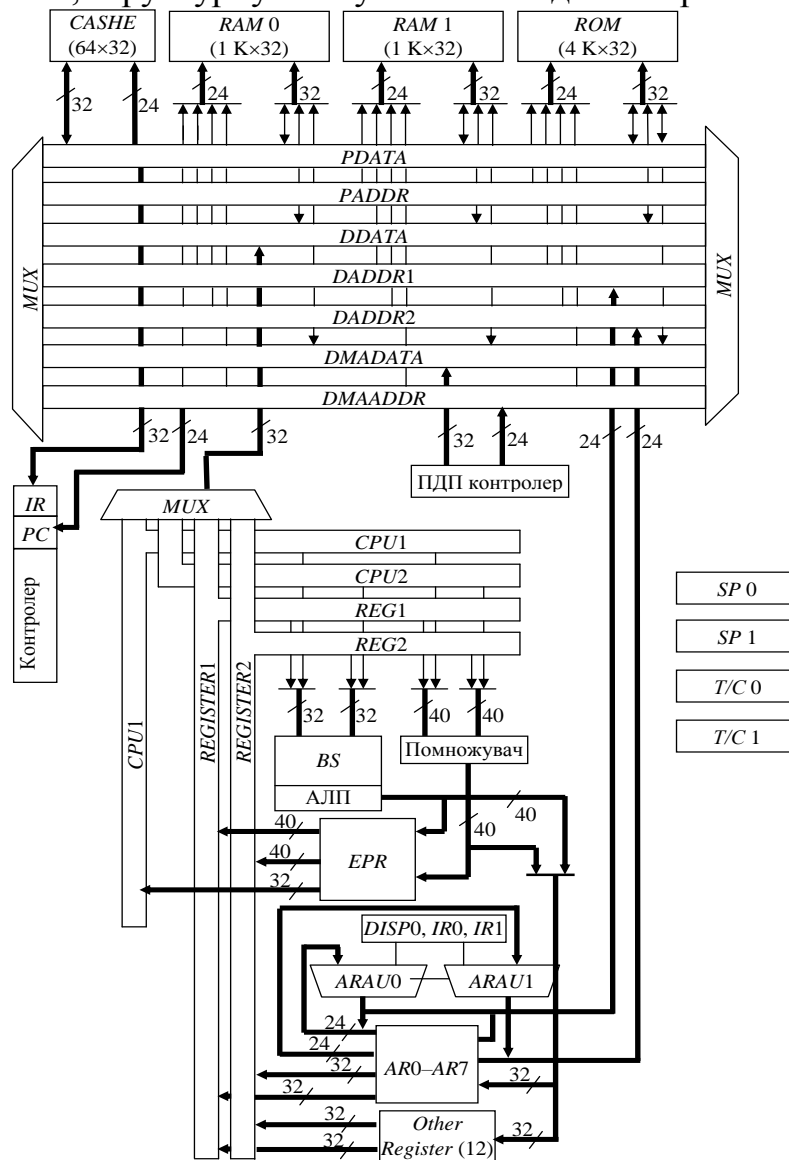 CASHE
(64×32)
RAM 0
(1 K×32)
RAM 1
(1 K×32)
ROM
(4 K×32)
32
24
24
32
24
32
24
32
PDATA
PADDR
DDATA
DADDR1
DADDR2
DMADATA
DMAADDR
MUX
MUX
32
24
32
32
24
24
24
ПДП контролер
IR
PC
Контролер
MUX
CPU1
CPU2
REG1
REG2
CPU1
REGISTER1
REGISTER2
32
32
40
40
SP 0
SP 1
T/C 0
T/C 1
BS
АЛП
Помножувач
40
40
40
40
32
EPR
DISP0, IR0, IR1
ARAU0
ARAU1
24
24
32
32
AR0–AR7
32
32
32
Other
Register (12)
32